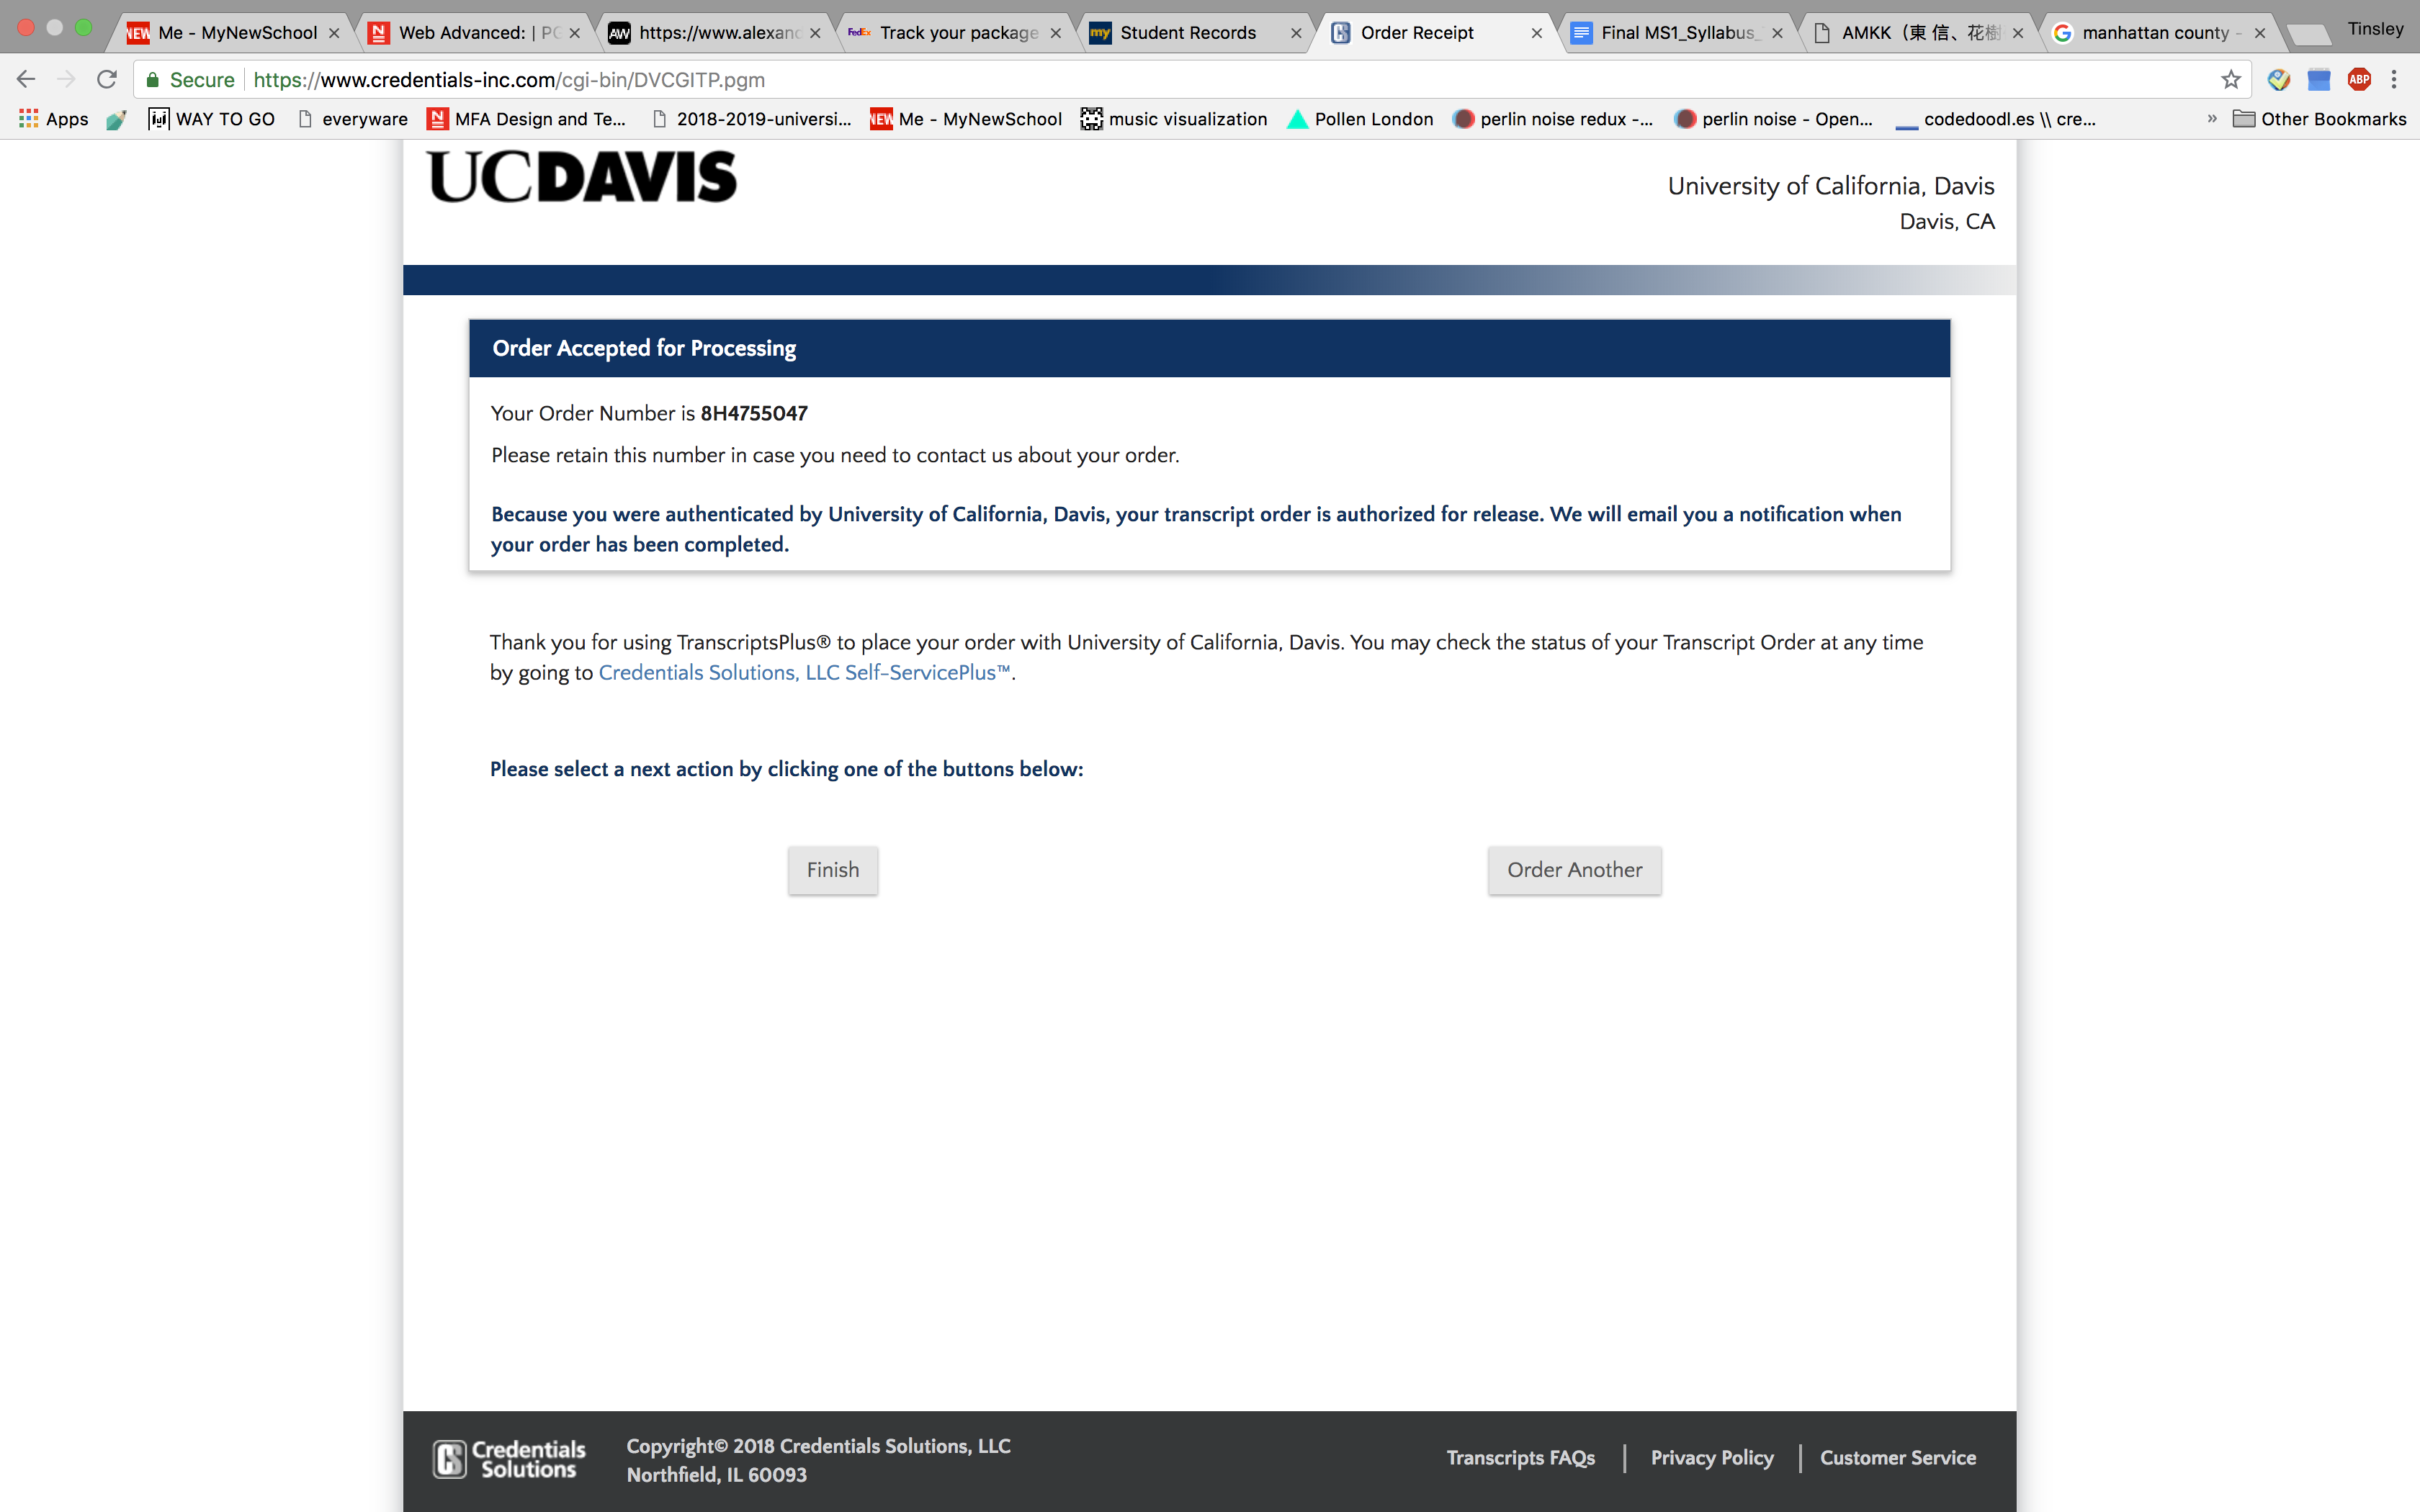 Me - MyNewSchool
Web Advanced: | PG
https://www.alexand
Track your package
Student Records
Order Receipt
Final MS1_Syllabus_
AMKK（東 信、花樹
manhattan county -
Tinsley
Secure https://www.credentials-inc.com/cgi-bin/DVCGITP.pgm
ABP
Apps
WAY TO GO
everyware
MFA Design and Te...
2018-2019-universi...
Me - MyNewSchool
music visualization
Pollen London
perlin noise redux -...
perlin noise - Open...
codedoodl.es \\ cre...
» Other Bookmarks
UCDAVIS
University of California, Davis
Davis, CA
Order Accepted for Processing
Your Order Number is 8H4755047
Please retain this number in case you need to contact us about your order.
Because you were authenticated by University of California, Davis, your transcript order is authorized for release. We will email you a notification when
your order has been completed.
Thank you for using TranscriptsPlus® to place your order with University of California, Davis. You may check the status of your Transcript Order at any time
by going to Credentials Solutions, LLC Self-ServicePlus™.
Please select a next action by clicking one of the buttons below:
Finish
Order Another
Credentials
Solutions
Copyright© 2018 Credentials Solutions, LLC
Northfield, IL 60093
Transcripts FAQs | Privacy Policy | Customer Service